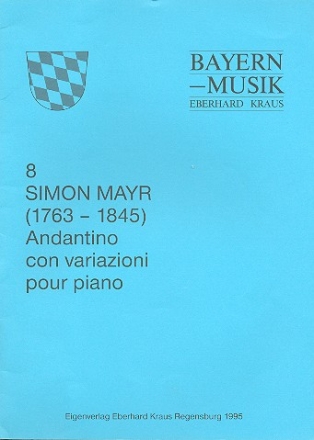 BAYERN
–MUSIK
EBERHARD KRAUS
8
SIMON MAYR
(1763 – 1845)
Andantino
con variazioni
pour piano
Eigenverlag Eberhard Kraus Regensburg 1995